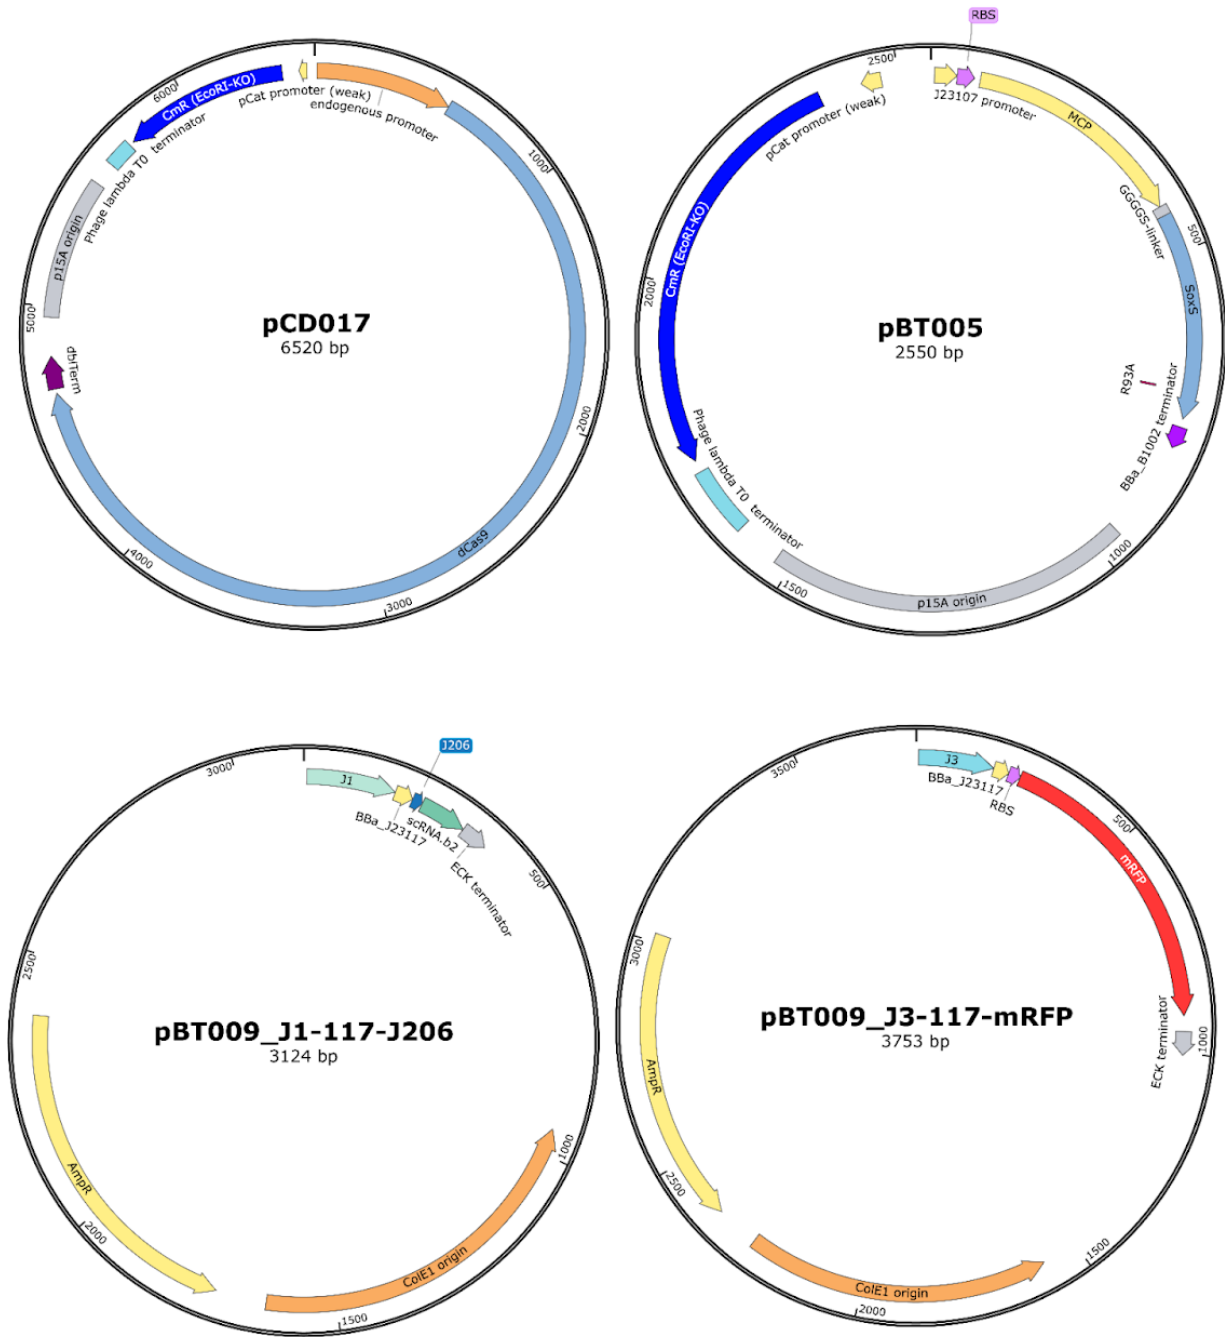 RBS
2500
6000
CmR (EcoRI-KO)
pCat promoter (weak)
endogenous promoter
Phage lambda T0 terminator
1000
p15A origin
5000
pCD017
6520 bp
dblTerm
2000
dCas9
4000
3000
J23107 promoter
MCP
pCat promoter (weak)
GGGGS-linker
500
CmR (EcoRI-KO)
2000
SoxS
pBT005
2550 bp
R93A
BBa_B1002 terminator
Phage lambda T0 terminator
1000
1500
p15A origin
J206
3000
J1
BBa_J23117
scRNA.b2
ECK terminator
500
2500
pBT009_J1-117-J206
3124 bp
1000
AmpR
2000
ColE1 origin
1500
3500
J3
BBa_J23117
RBS
500
mRFP
3000
pBT009_J3-117-mRFP
3753 bp
ECK terminator
1000
AmpR
2500
1500
ColE1 origin
2000